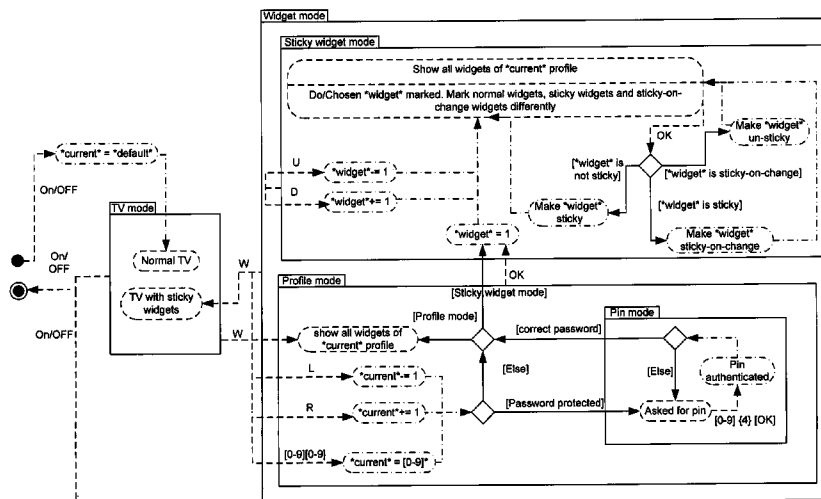 Widget mode
Sticky widget mode
Show all widgets of *current* profile
Do/Chosen *widget* marked. Mark normal widgets, sticky widgets and sticky-on-
change widgets differently
OK
Make *widget*
un-sticky
*current* = *default*
On/OFF
U
*widget*-= 1
D
*widget*+= 1
[*widget* is
not sticky]
[*widget* is sticky-on-change]
[*widget* is sticky]
Make *widget*
sticky
Make *widget*
sticky-on-change
TV mode
*widget* = 1
On/
OFF
Normal TV
W
OK
TV with sticky
widgets
Profile mode
[Sticky widget mode]
On/OFF
W
[Profile mode]
Pin mode
show all widgets of
*current* profile
[correct password]
L
*current*-= 1
[Else]
[Else]
Pin
authenticated
R
*current*+= 1
[Password protected]
Asked for pin
[0-9] {4} [OK]
[0-9][0-9]
*current* = [0-9]*